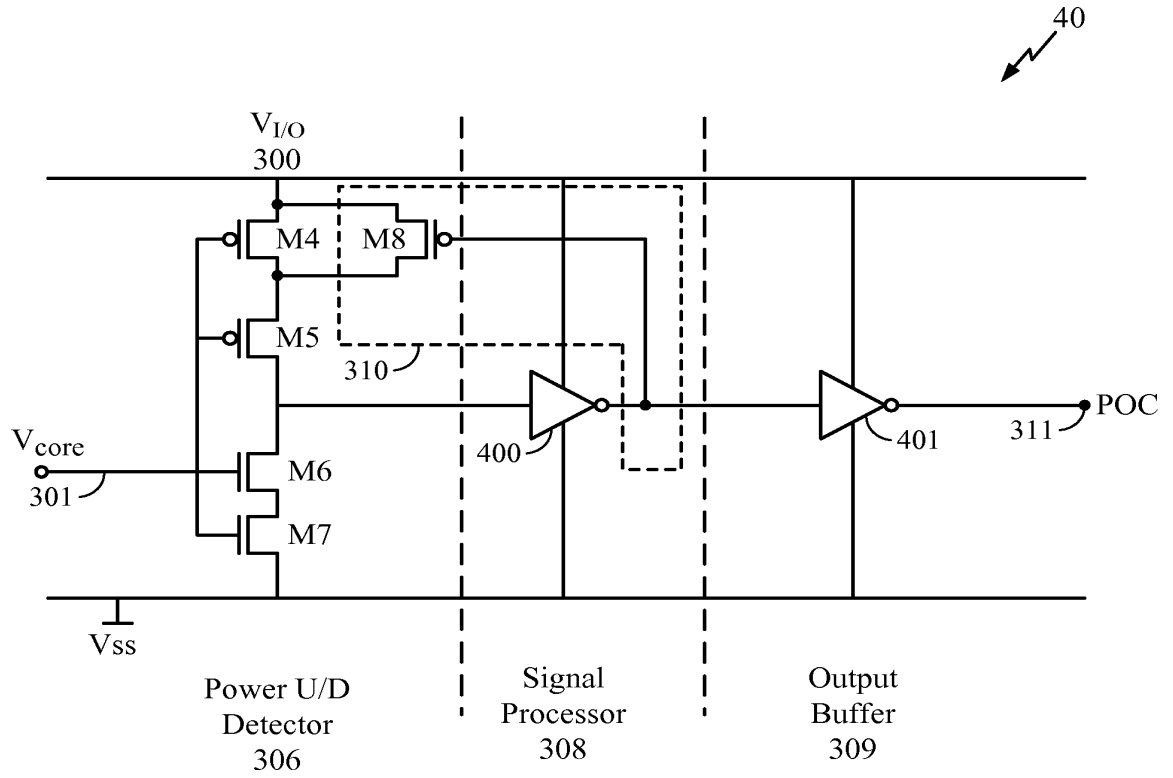 40
V_I/O
300
M4
M8
M5
310
V_core
301
M6
M7
400
401
311
POC
Vss
Power U/D
Detector
306
Signal
Processor
308
Output
Buffer
309